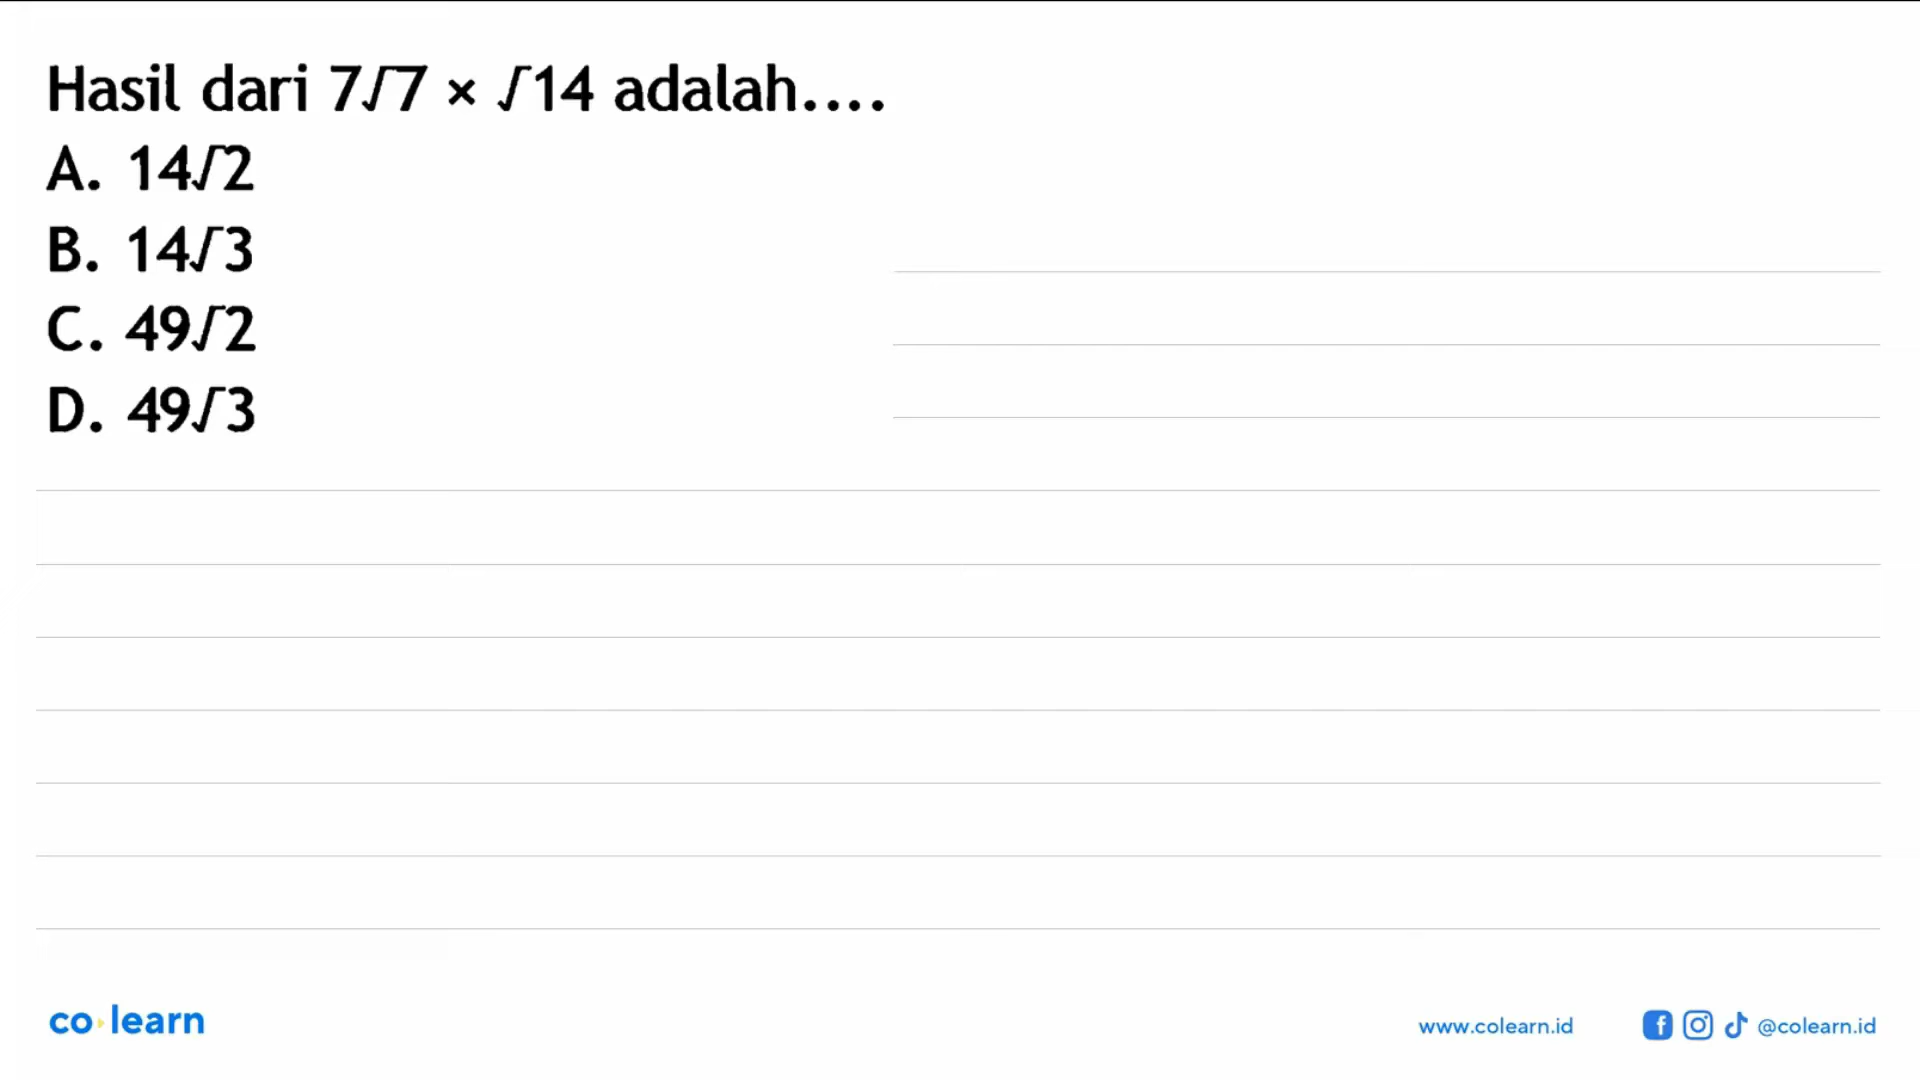 Hasil dari 7√7 × √14 adalah....
A. 14√2
B. 14√3
C. 49√2
D. 49√3
co learn
www.colearn.id
@colearn.id